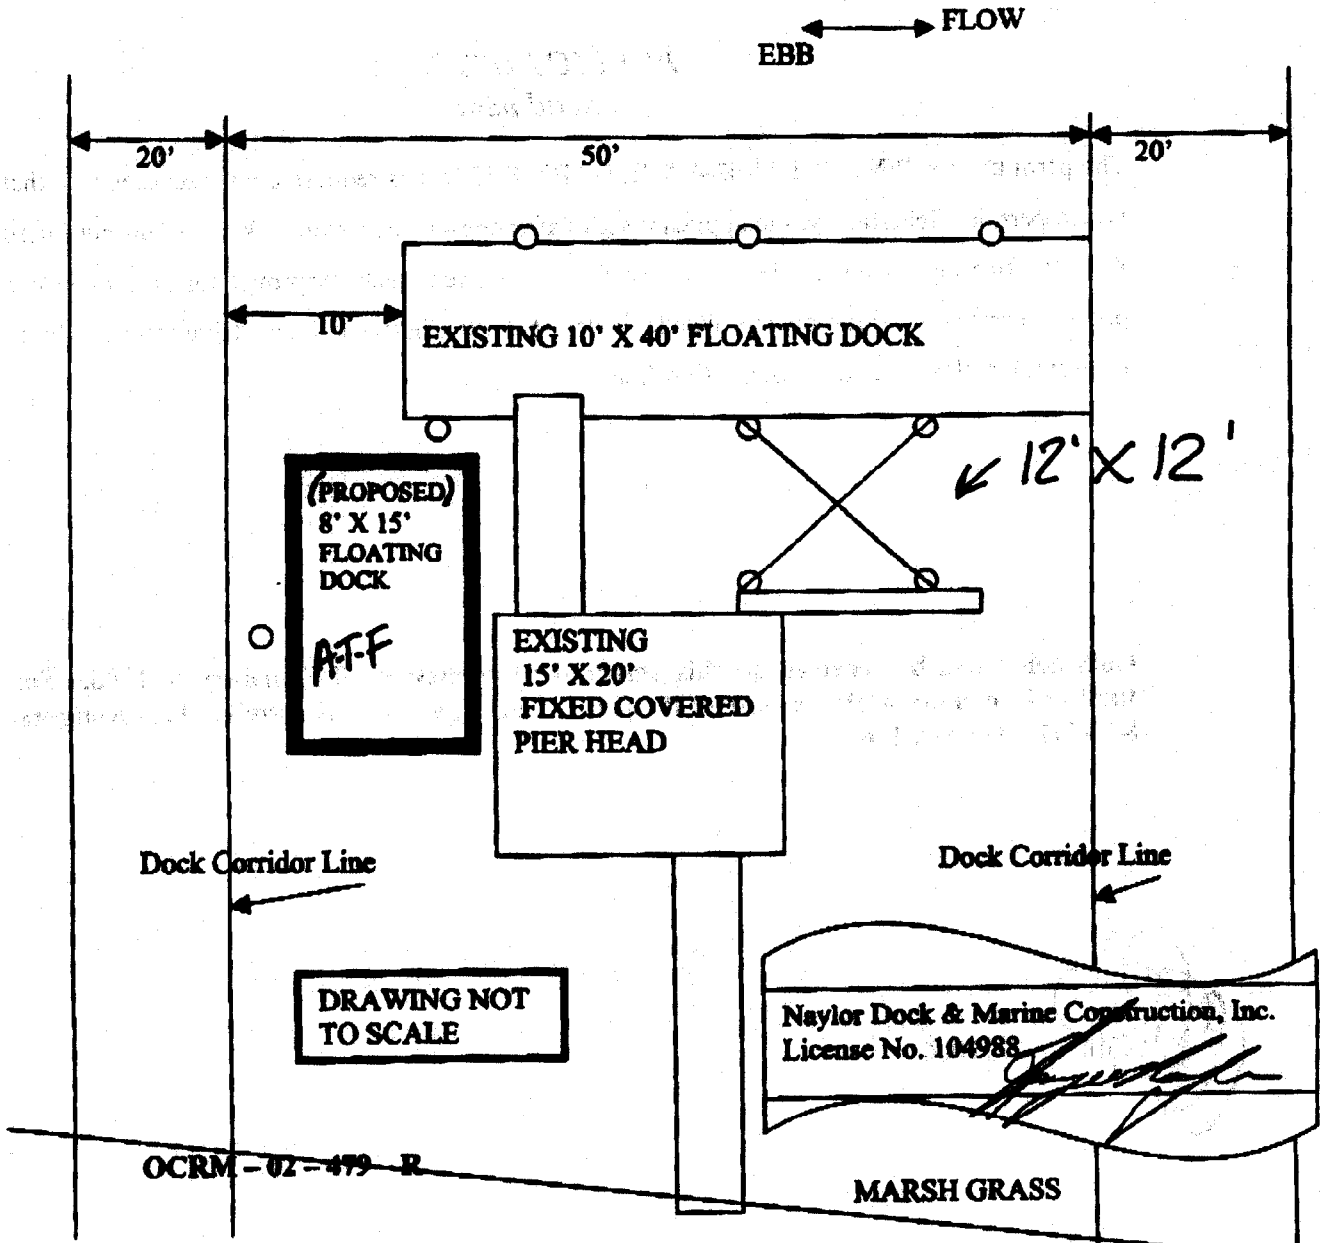 FLOW
EBB
20'
50'
20'
10'
EXISTING 10' X 40' FLOATING DOCK
12' X 12'
(PROPOSED)
8' X 15'
FLOATING
DOCK
A-T-F
EXISTING
15' X 20'
FIXED COVERED
PIER HEAD
Dock Corridor Line
Dock Corridor Line
DRAWING NOT
TO SCALE
Naylor Dock & Marine Construction, Inc.
License No. 104988
OCRM – 02 – 479 – R
MARSH GRASS